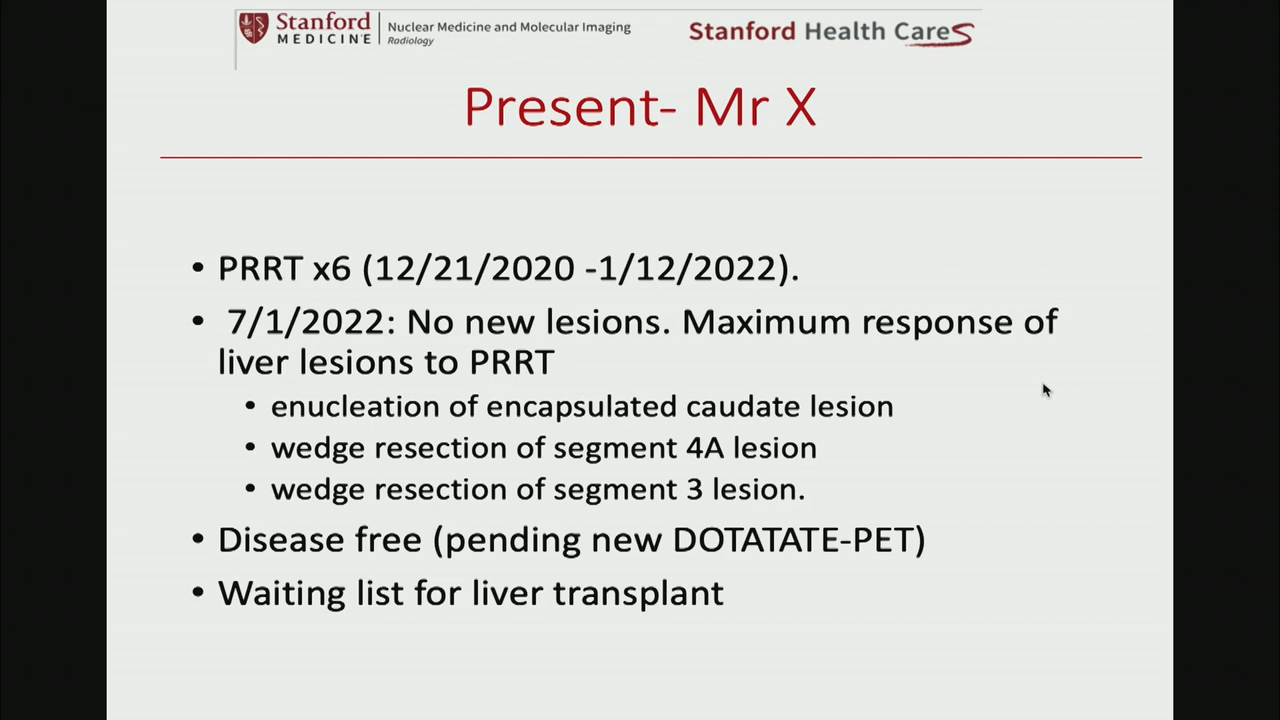 Stanford MEDICINE
Nuclear Medicine and Molecular Imaging
Radiology
Stanford Health Care
Present- Mr X
• PRRT x6 (12/21/2020 -1/12/2022).
• 7/1/2022: No new lesions. Maximum response of
liver lesions to PRRT
• enucleation of encapsulated caudate lesion
• wedge resection of segment 4A lesion
• wedge resection of segment 3 lesion.
• Disease free (pending new DOTATATE-PET)
• Waiting list for liver transplant